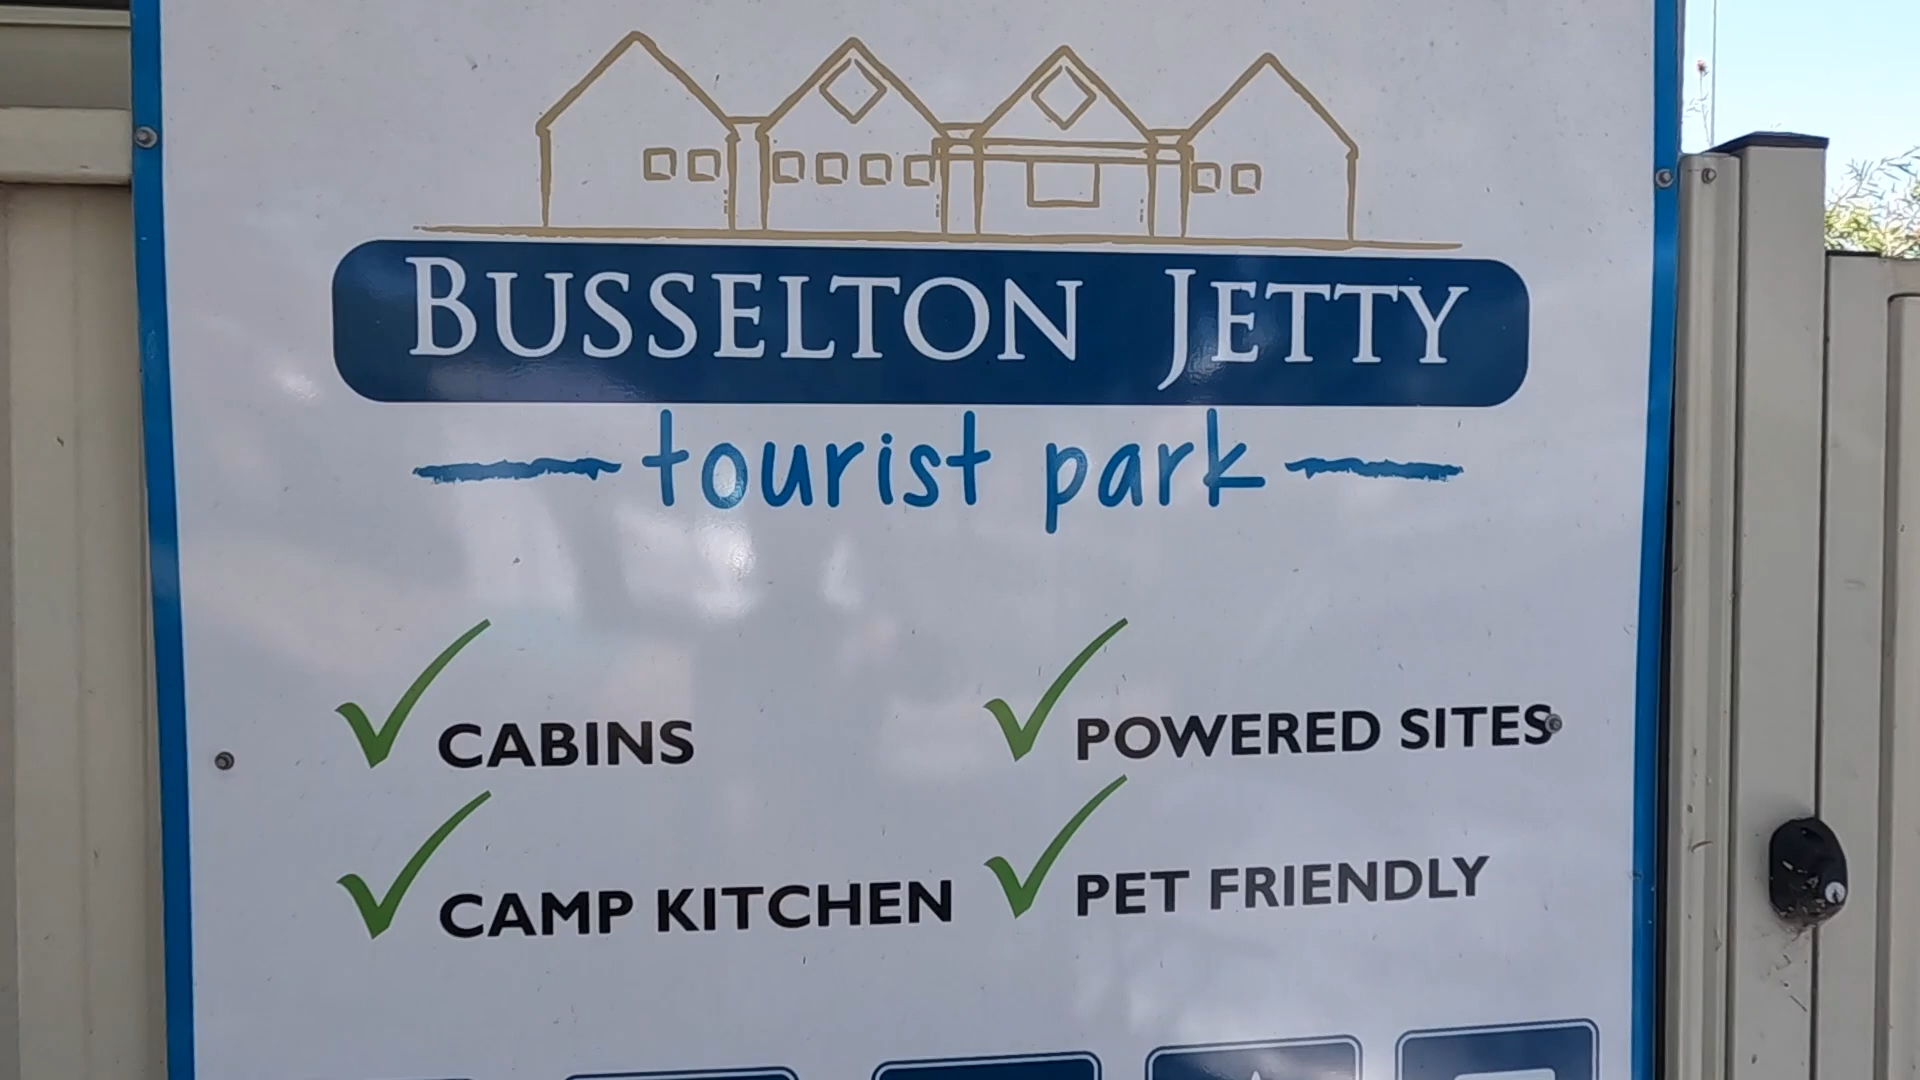 BUSSELTON JETTY
tourist park
CABINS
POWERED SITES
CAMP KITCHEN
PET FRIENDLY